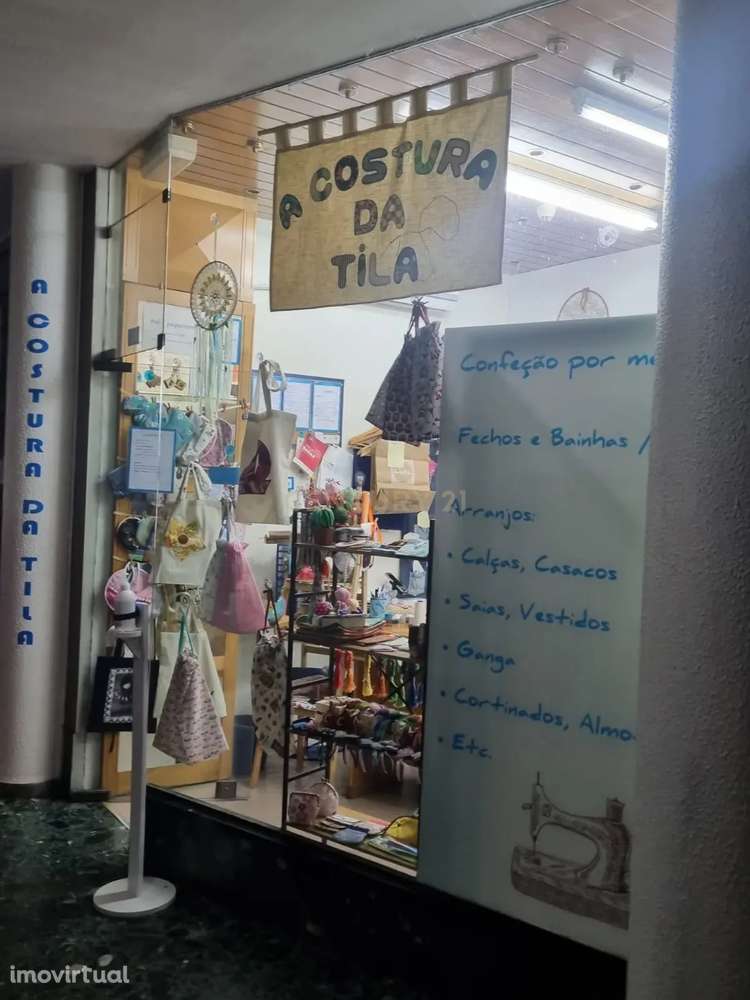 A COSTURA
DA
TILA
A COSTURA DA TILA
Confeção por me
Fechos e Bainhas /
Arranjos:
• Calças, Casacos
• Saias, Vestidos
• Ganga
• Cortinados, Almo
• Etc.
21
imovirtual